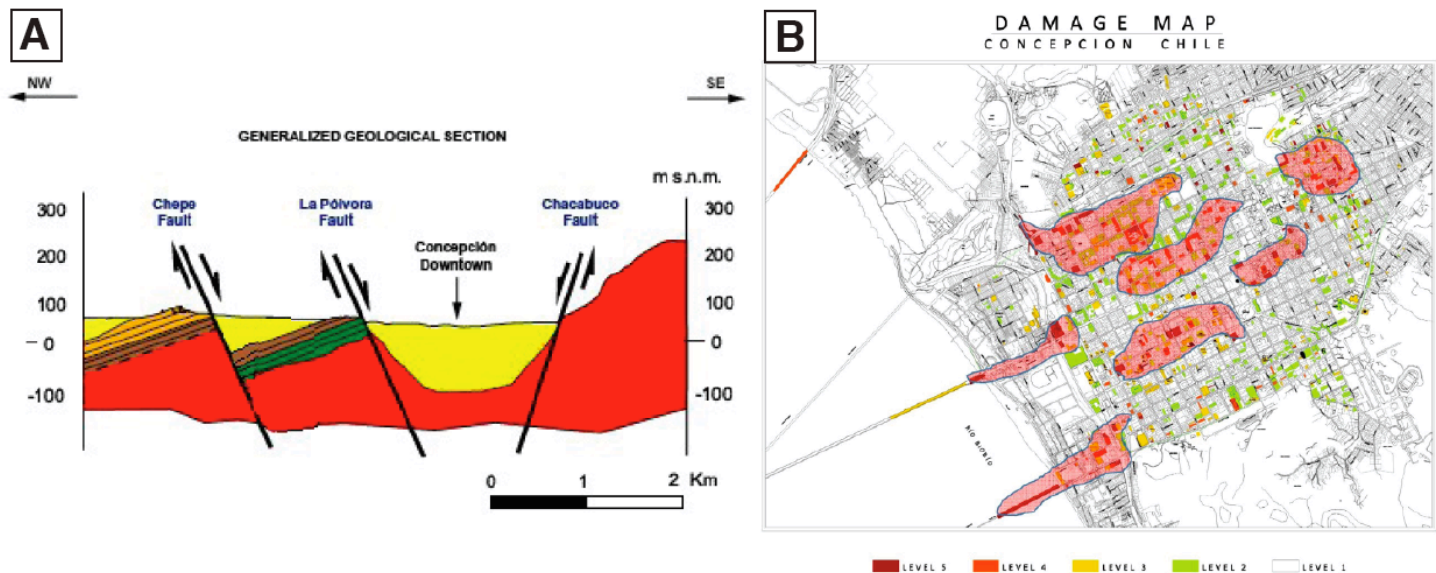 A
NW
SE
GENERALIZED GEOLOGICAL SECTION
m s.n.m.
Chepe
Fault
La Pólvora
Fault
Concepción
Downtown
Chacabuco
Fault
300
200
100
0
-100
300
200
100
0
-100
0 1 2 Km
B
DAMAGE MAP
CONCEPCION CHILE
RÍO BIOBÍO
LEVEL 5
LEVEL 4
LEVEL 3
LEVEL 2
LEVEL 1